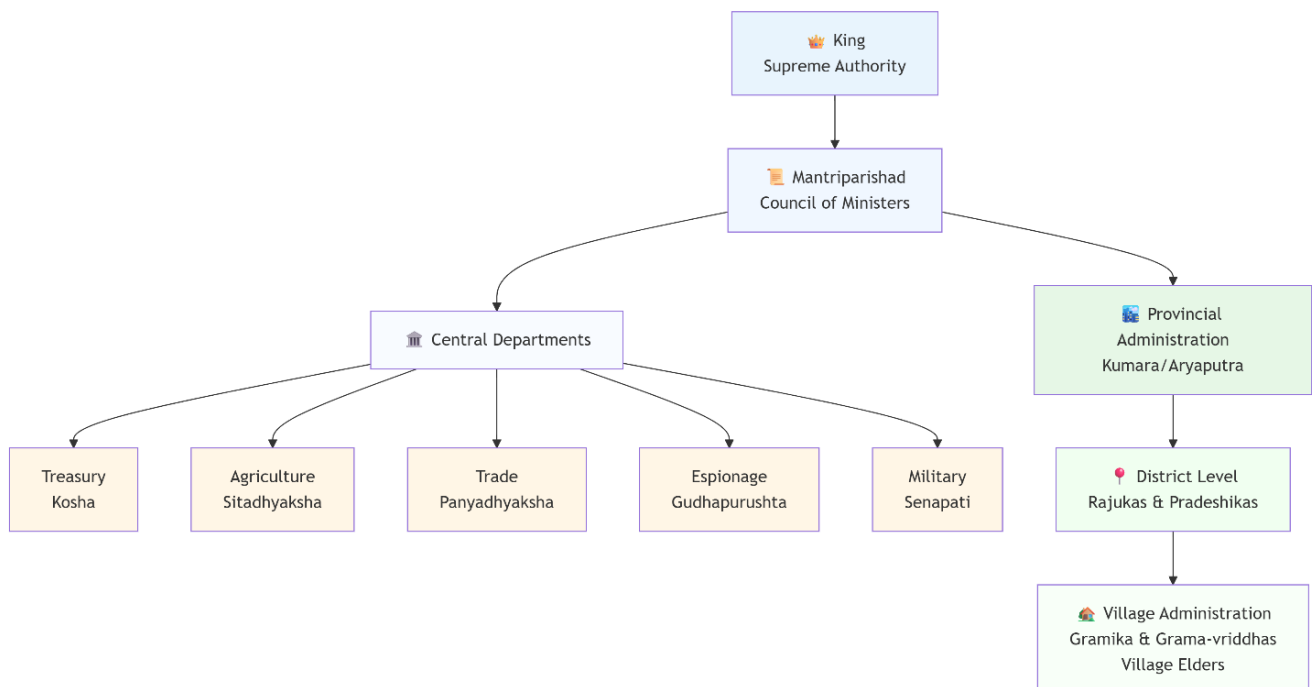 King
Supreme Authority
Mantriparishad
Council of Ministers
Central Departments
Provincial
Administration
Kumara/Aryaputra
Treasury
Kosha
Agriculture
Sitadhyaksha
Trade
Panyadhyaksha
Espionage
Gudhapurushta
Military
Senapati
District Level
Rajukas & Pradeshikas
Village Administration
Gramika & Grama-vriddhas
Village Elders